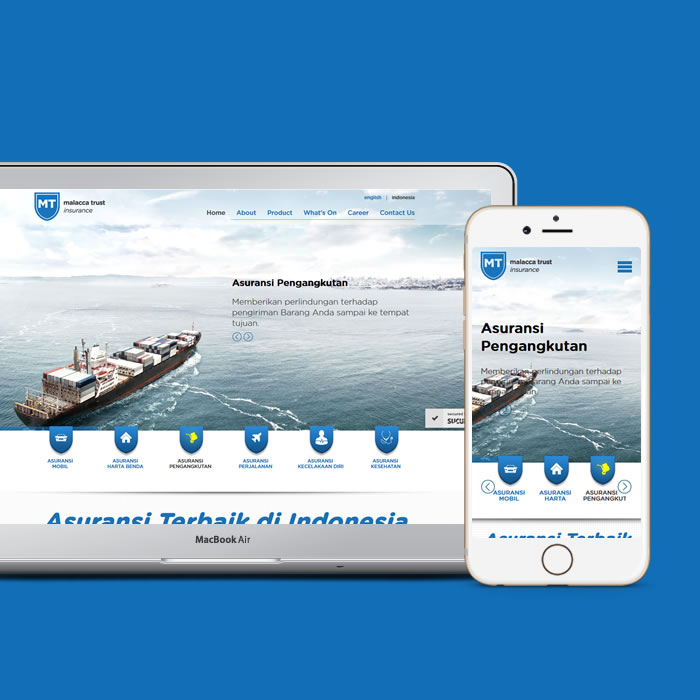 MT malacca trust
insurance
english | Indonesia
Home About Product What's On Career Contact Us
Asuransi Pengangkutan
Memberikan perlindungan terhadap
pengiriman Barang Anda sampai ke tempat
tujuan.
secured
SUCU
ASURANSI
MOBIL
ASURANSI
HARTA BENDA
ASURANSI
PENGANGKUTAN
ASURANSI
PERJALANAN
ASURANSI
KECELAKAAN DIRI
ASURANSI
KESEHATAN
Asuransi Terbaik di Indonesia
MacBook Air
MT malacca trust
insurance
Asuransi
Pengangkutan
Memberikan perlindungan terhadap
Barang Anda sampai ke
ASURANSI
MOBIL
ASURANSI
HARTA
ASURANSI
PENGANGKUT
Asuransi Terbaik